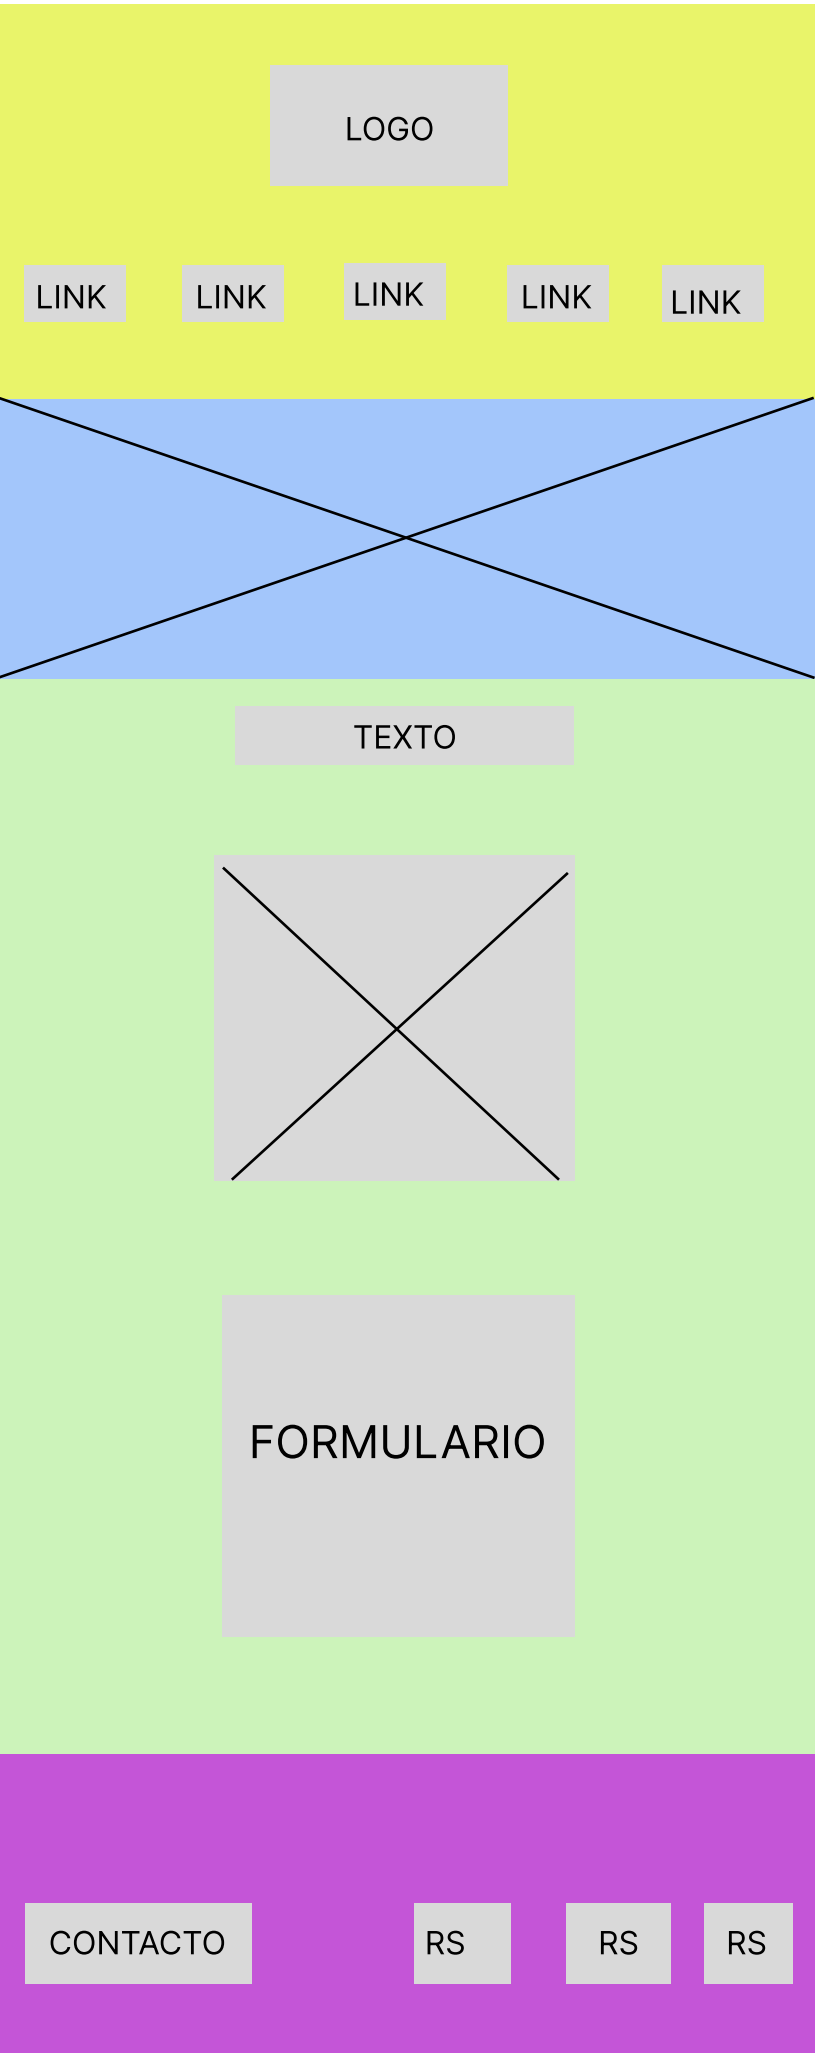 LOGO
LINK LINK LINK LINK LINK
TEXTO
FORMULARIO
CONTACTO RS RS RS